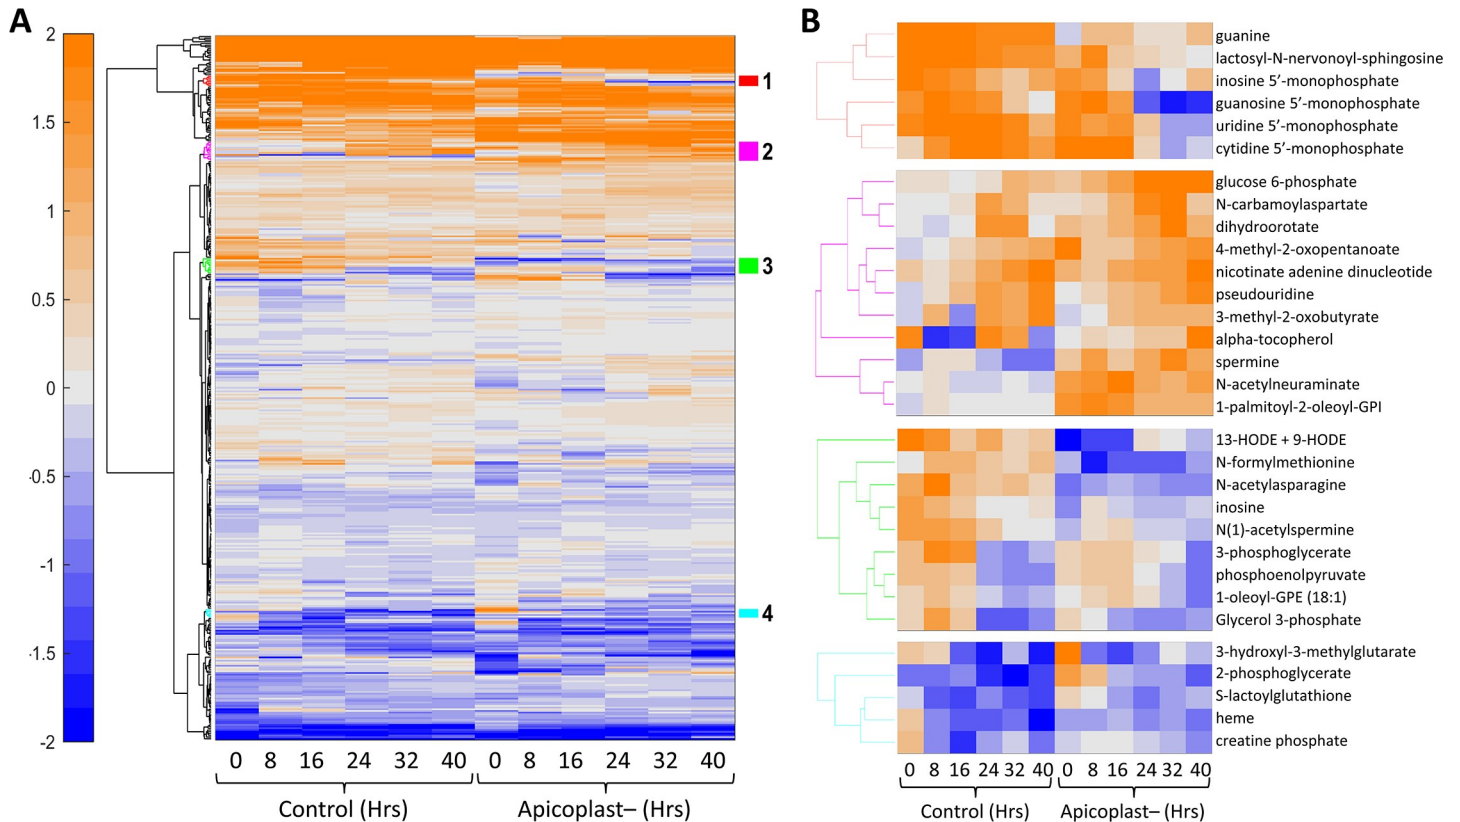 A
2
1.5
1
0.5
0
-0.5
-1
-1.5
-2
1
2
3
4
0 8 16 24 32 40 0 8 16 24 32 40
Control (Hrs) Apicoplast– (Hrs)
B
guanine
lactosyl-N-nervonoyl-sphingosine
inosine 5′-monophosphate
guanosine 5′-monophosphate
uridine 5′-monophosphate
cytidine 5′-monophosphate
glucose 6-phosphate
N-carbamoylaspartate
dihydroorotate
4-methyl-2-oxopentanoate
nicotinate adenine dinucleotide
pseudouridine
3-methyl-2-oxobutyrate
alpha-tocopherol
spermine
N-acetylneuraminate
1-palmitoyl-2-oleoyl-GPI
13-HODE + 9-HODE
N-formylmethionine
N-acetylasparagine
inosine
N(1)-acetylspermine
3-phosphoglycerate
phosphoenolpyruvate
1-oleoyl-GPE (18:1)
Glycerol 3-phosphate
3-hydroxyl-3-methylglutarate
2-phosphoglycerate
S-lactoylglutathione
heme
creatine phosphate
0 8 16 24 32 40 0 8 16 24 32 40
Control (Hrs) Apicoplast– (Hrs)